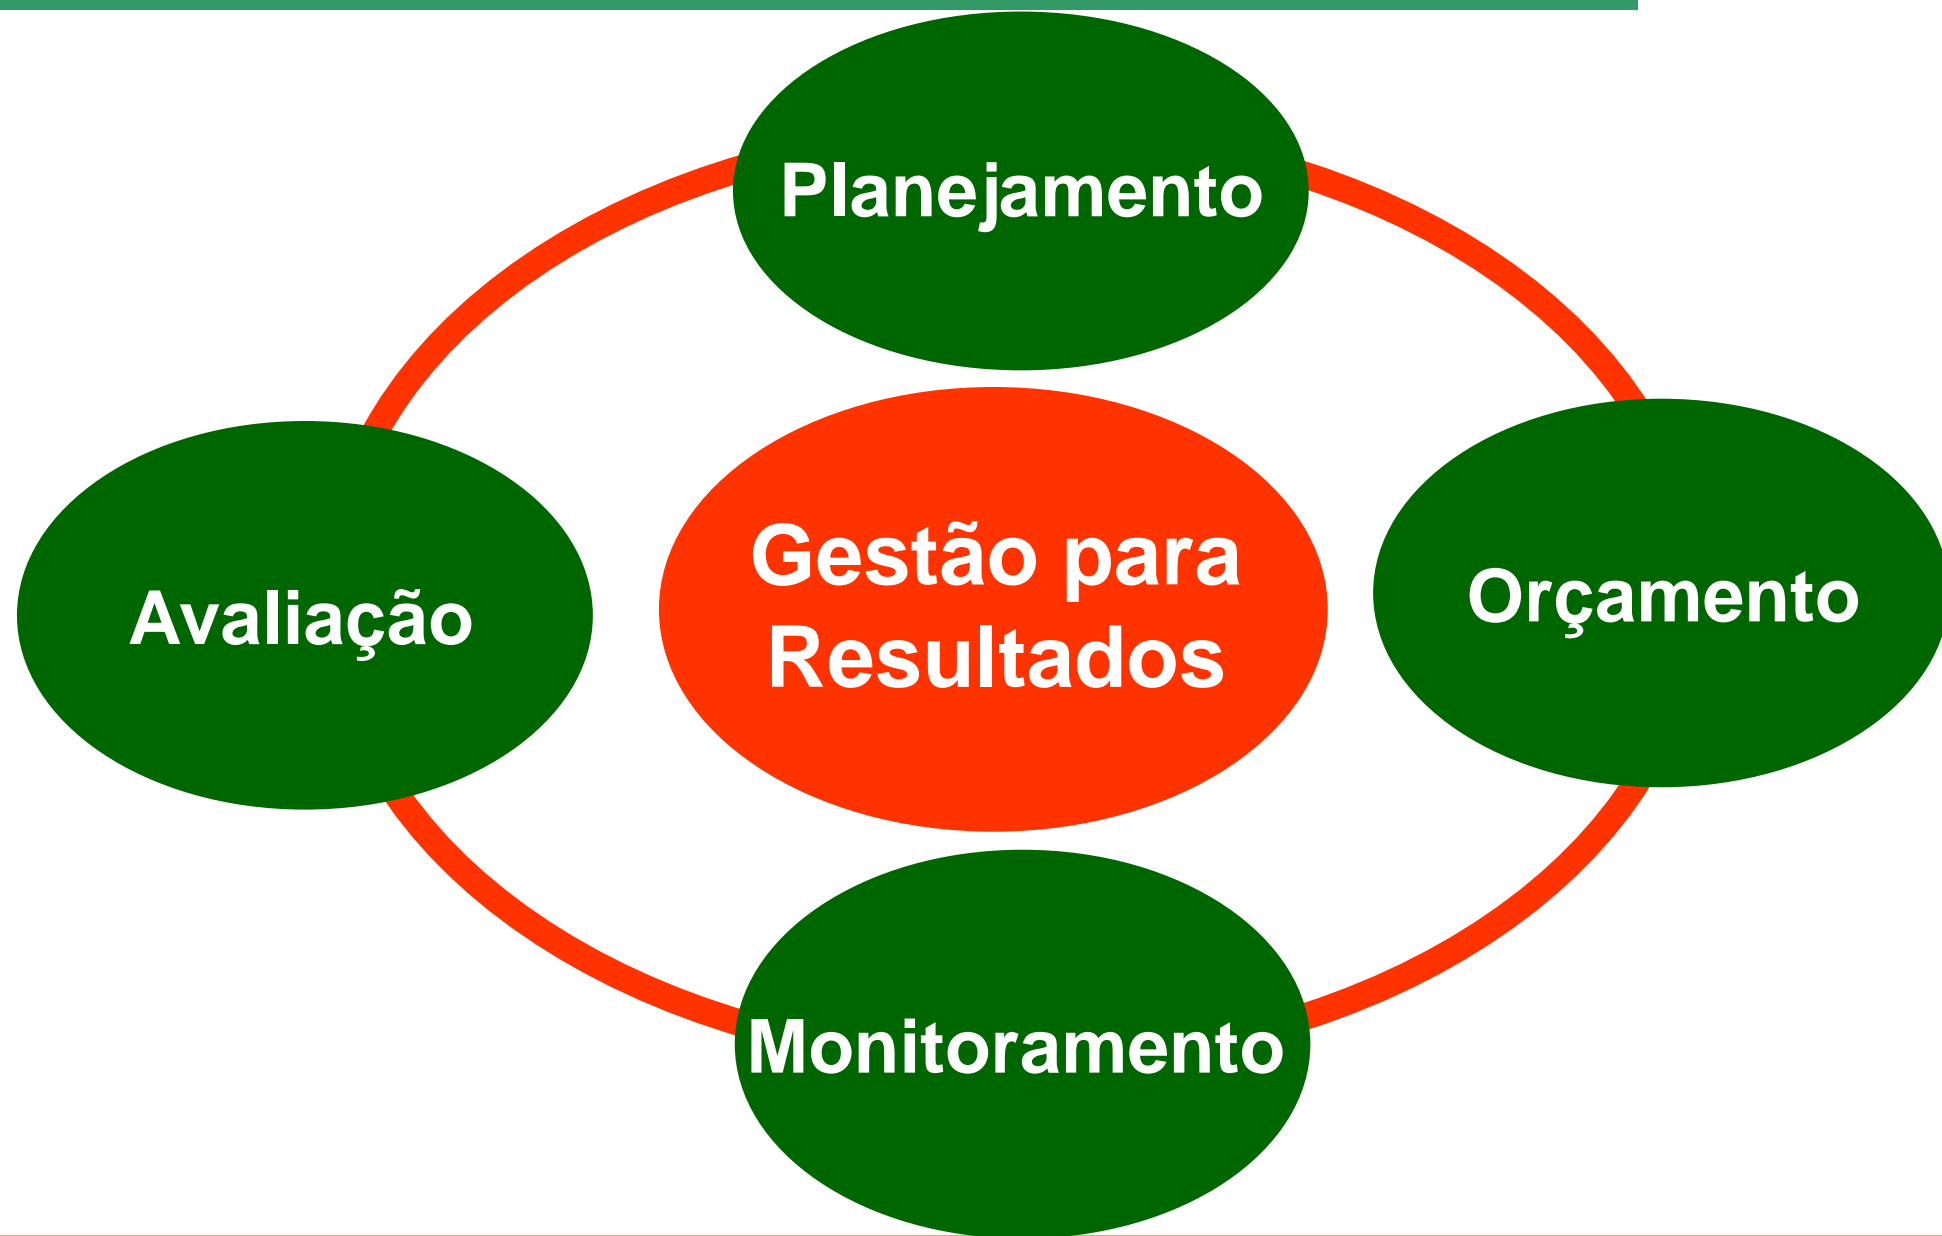 Planejamento
Gestão para
Resultados
Avaliação
Orçamento
Monitoramento